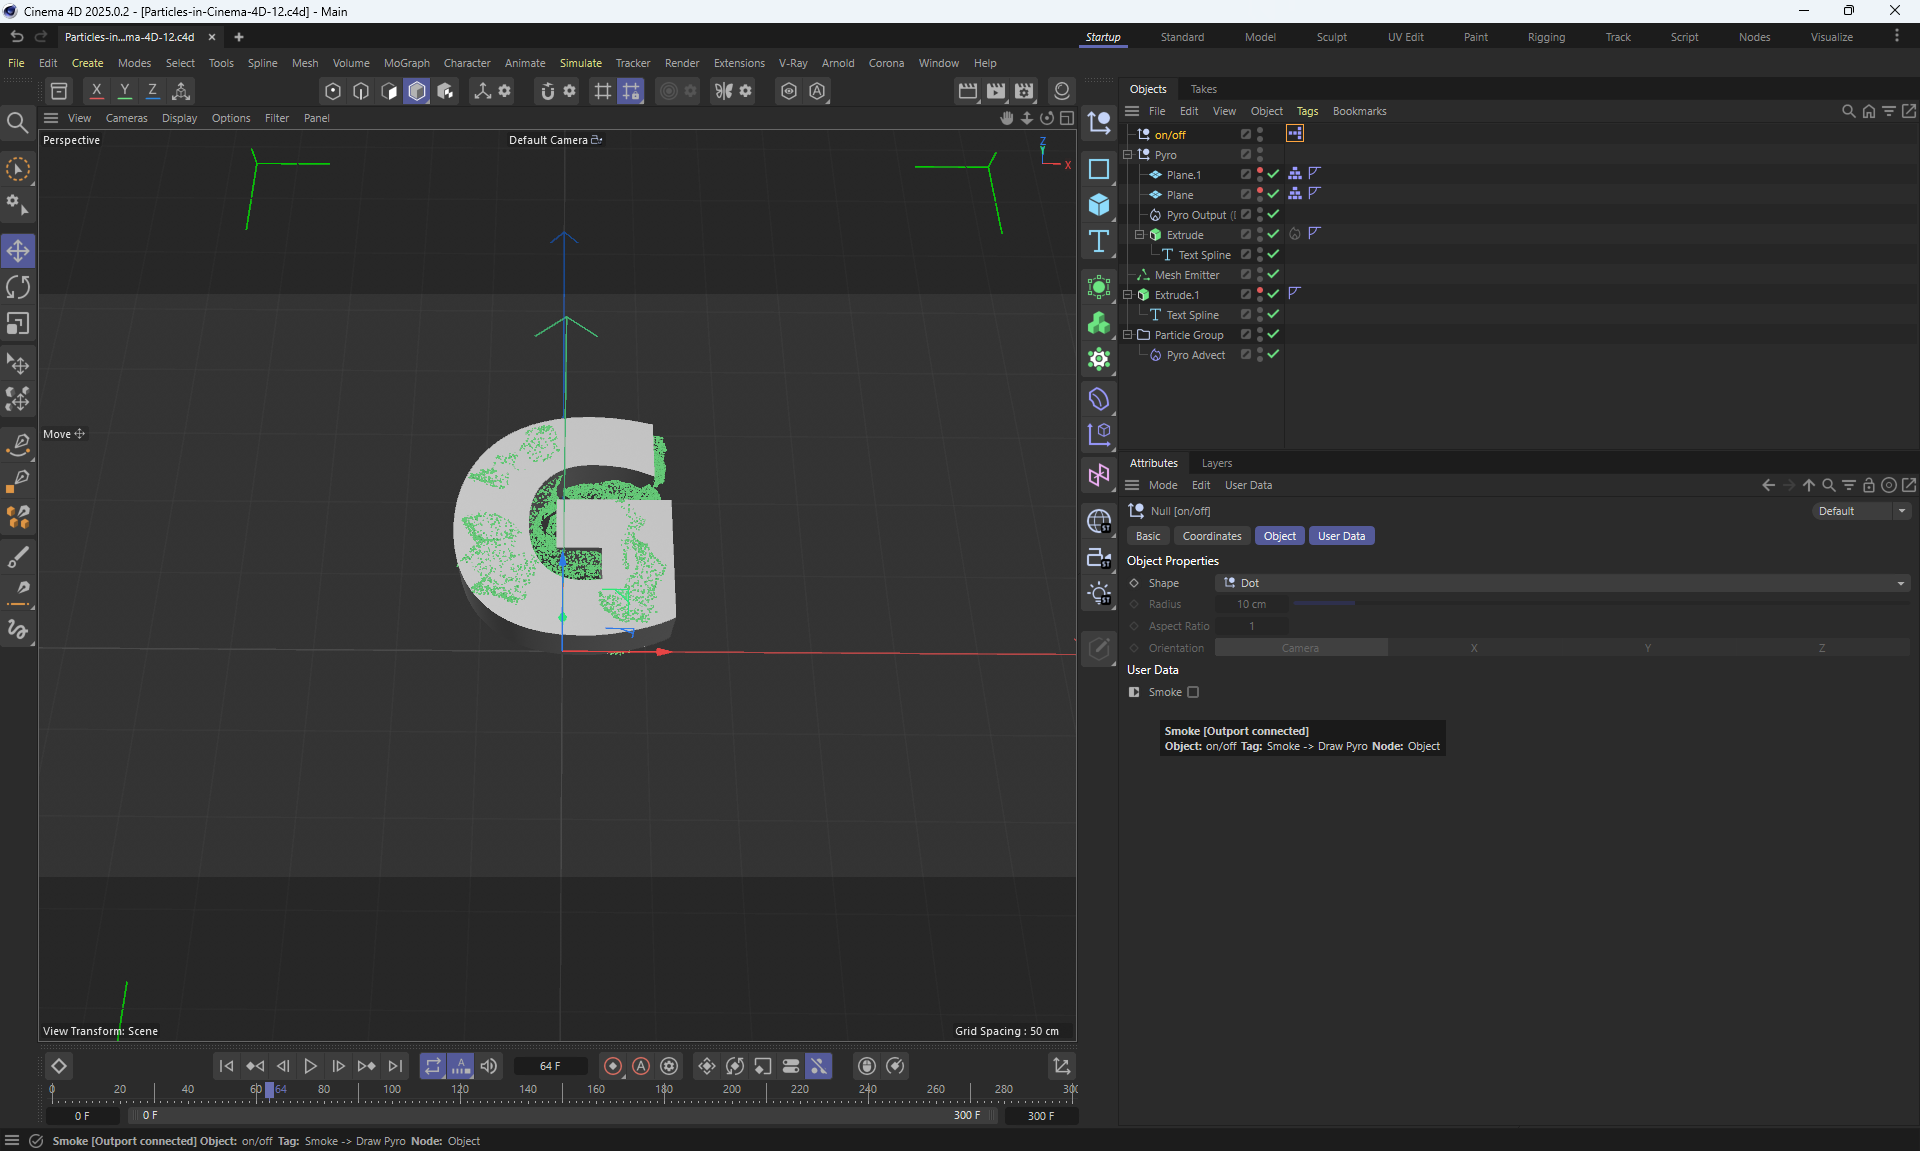 Cinema 4D 2025.0.2 - [Particles-in-Cinema-4D-12.c4d] - Main
Particles-in...ma-4D-12.c4d
Startup Standard Model Sculpt UV Edit Paint Rigging Track Script Nodes Visualize
File Edit Create Modes Select Tools Spline Mesh Volume MoGraph Character Animate Simulate Tracker Render Extensions V-Ray Arnold Corona Window Help
X Y Z
View Cameras Display Options Filter Panel
Perspective
Default Camera
Z
Y
X
Move
View Transform: Scene
Grid Spacing : 50 cm
Objects Takes
File Edit View Object Tags Bookmarks
on/off
Pyro
Plane.1
Plane
Pyro Output
Extrude
Text Spline
Mesh Emitter
Extrude.1
Text Spline
Particle Group
Pyro Advect
Attributes Layers
Mode Edit User Data
Null [on/off]
Default
Basic Coordinates Object User Data
Object Properties
Shape Dot
Radius 10 cm
Aspect Ratio 1
Orientation Camera X Y Z
User Data
Smoke
Smoke [Outport connected]
Object: on/off Tag: Smoke -> Draw Pyro Node: Object
64 F
0 20 40 60 64 80 100 120 140 160 180 200 220 240 260 280 30
0 F 0 F 300 F 300 F
Smoke [Outport connected] Object: on/off Tag: Smoke -> Draw Pyro Node: Object